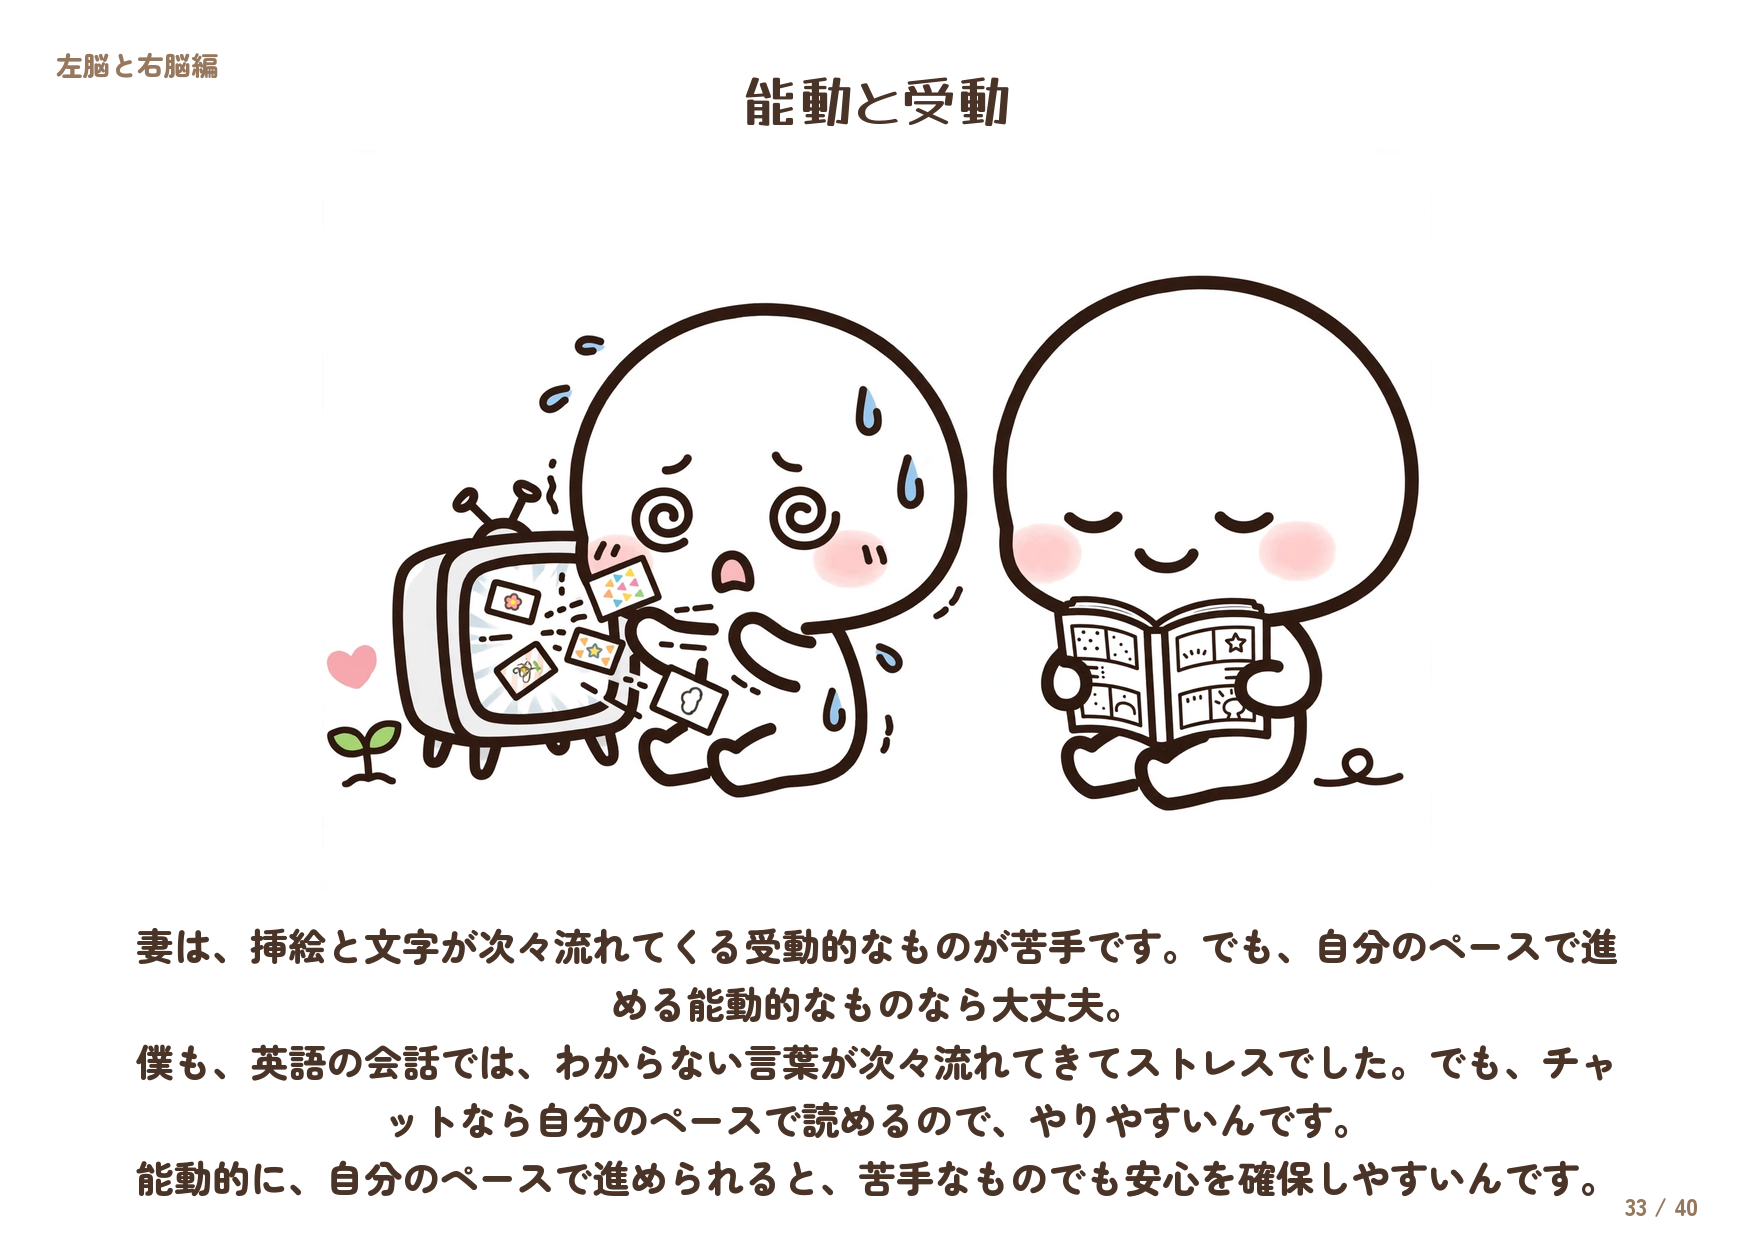 左脳と右脳編
能動と受動
妻は、挿絵と文字が次々流れてくる受動的なものが苦手です。でも、自分のペースで進
める能動的なものなら大丈夫。
僕も、英語の会話では、わからない言葉が次々流れてきてストレスでした。でも、チャ
ットなら自分のペースで読めるので、やりやすいんです。
能動的に、自分のペースで進められると、苦手なものでも安心を確保しやすいんです。
33 / 40